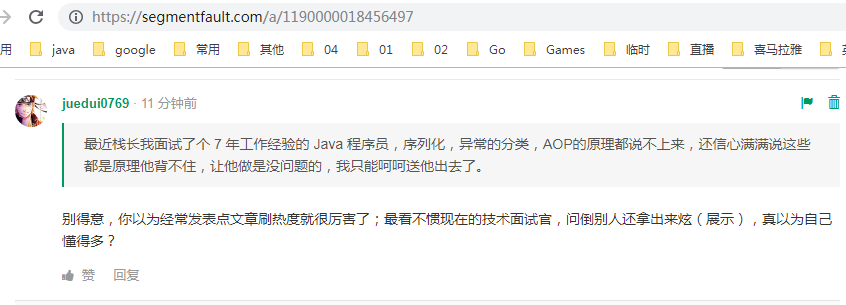 https://segmentfault.com/a/1190000018456497
用 java google 常用 其他 04 01 02 Go Games 临时 直播 喜马拉雅
juedui0769 · 11 分钟前
最近栈长我面试了个 7 年工作经验的 Java 程序员，序列化，异常的分类，AOP的原理都说不上来，还信心满满说这些
都是原理他背不住，让他做是没问题的，我只能呵呵送他出去了。
别得意，你以为经常发表点文章刷热度就很厉害了；最看不惯现在的技术面试官，问倒别人还拿出来炫（展示），真以为自己
懂得多？
赞 回复